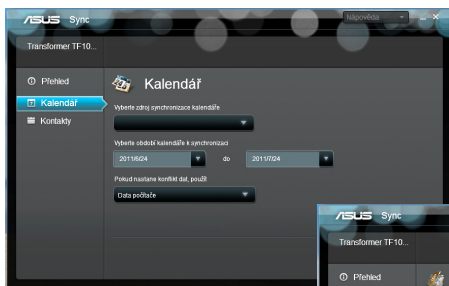 ASUS Sync
Nápověda
Transformer TF10...
Přehled
Kalendář
Kontakty
Kalendář
Vyberte zdroj synchronizace kalendáře
Vyberte období kalendáře k synchronizaci
2011/6/24 do 2011/7/24
Pokud nastane konflikt dat, použít
Data počítače
ASUS Sync
Transformer TF10...
Přehled